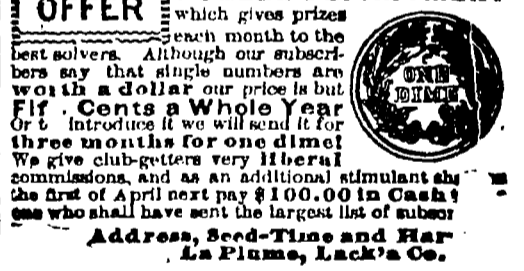 OFFER
which gives prizes
each month to the
best solvers. Although our subscri-
bers say that single numbers are
worth a dollar our price is but
Cents a Whole Year
Or introduce it we will send it for
three months for one dime!
We give club-getters very liberal
commissions, and as an additional stimulant
the first of April next pay $100.00 in Cash
one who shall have sent the largest list of
Address, Seed-Time and Har
La Plume, Lack'a Co.
ONE
DIME